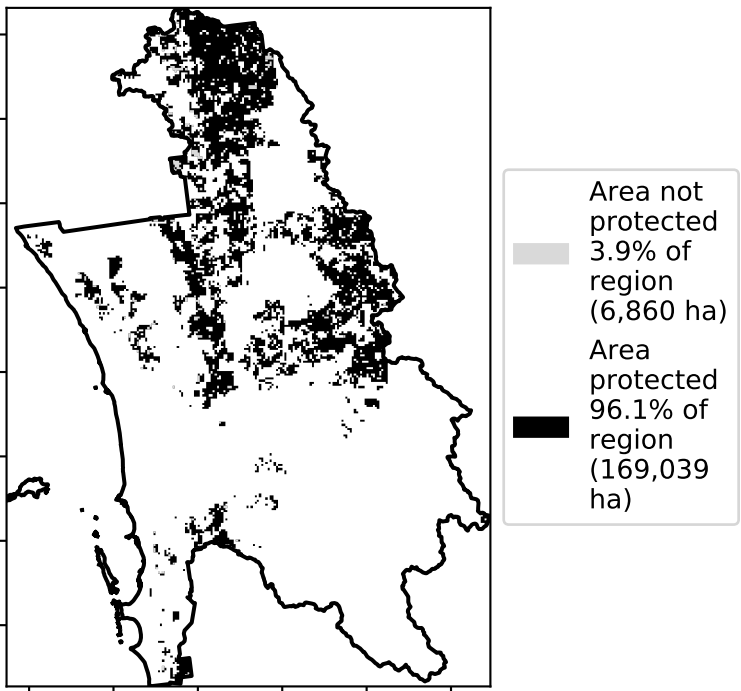 Area not
protected
3.9% of
region
(6,860 ha)
Area
protected
96.1% of
region
(169,039
ha)